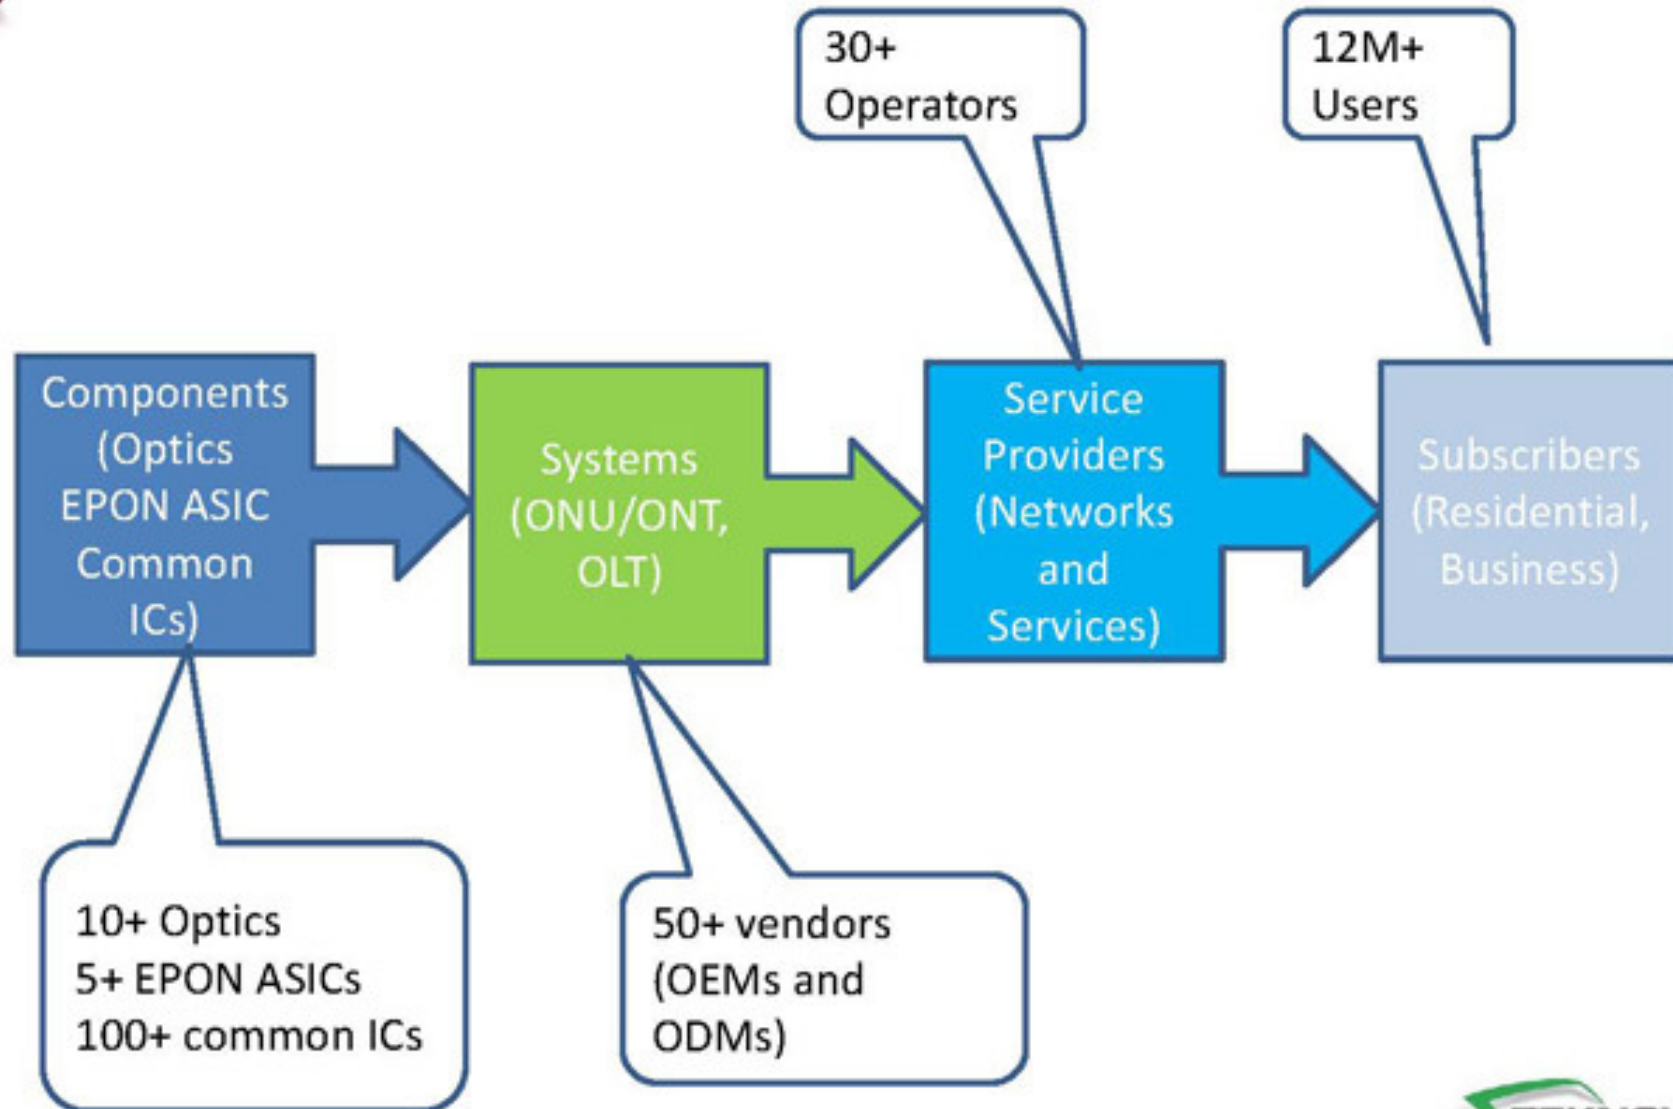 30+
Operators
12M+
Users
Components
(Optics
EPON ASIC
Common
ICs)
Systems
(ONU/ONT,
OLT)
Service
Providers
(Networks
and
Services)
Subscribers
(Residential,
Business)
10+ Optics
5+ EPON ASICs
100+ common ICs
50+ vendors
(OEMs and
ODMs)